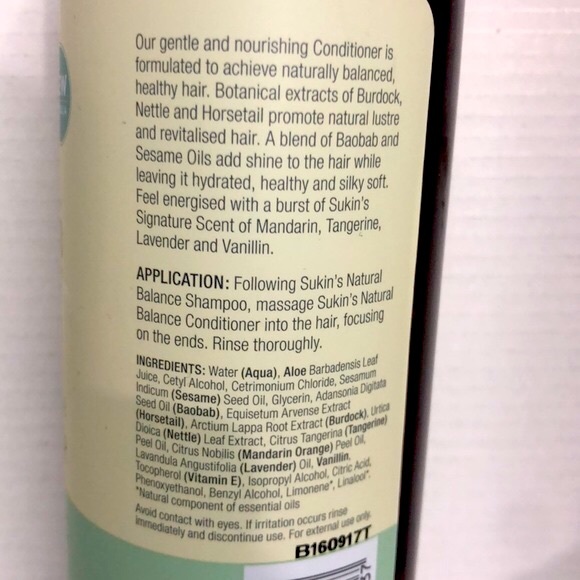 Our gentle and nourishing Conditioner is
formulated to achieve naturally balanced,
healthy hair. Botanical extracts of Burdock,
Nettle and Horsetail promote natural lustre
and revitalised hair. A blend of Baobab and
Sesame Oils add shine to the hair while
leaving it hydrated, healthy and silky soft.
Feel energised with a burst of Sukin's
Signature Scent of Mandarin, Tangerine,
Lavender and Vanillin.
APPLICATION: Following Sukin's Natural
Balance Shampoo, massage Sukin's Natural
Balance Conditioner into the hair, focusing
on the ends. Rinse thoroughly.
INGREDIENTS: Water (Aqua), Aloe Barbadensis Leaf
Juice, Cetyl Alcohol, Cetrimonium Chloride, Sesamum
Indicum (Sesame) Seed Oil, Glycerin, Adansonia Digitata
Seed Oil (Baobab), Equisetum Arvense Extract
(Horsetail), Arctium Lappa Root Extract (Burdock), Urtica
Dioica (Nettle) Leaf Extract, Citrus Tangerina (Tangerine)
Peel Oil, Citrus Nobilis (Mandarin Orange) Peel Oil,
Lavandula Angustifolia (Lavender) Oil, Vanillin,
Tocopherol (Vitamin E), Isopropyl Alcohol, Citric Acid,
Phenoxyethanol, Benzyl Alcohol, Limonene*, Linalool*.
*Natural component of essential oils
Avoid contact with eyes. If irritation occurs rinse
immediately and discontinue use. For external use only.
B160917T